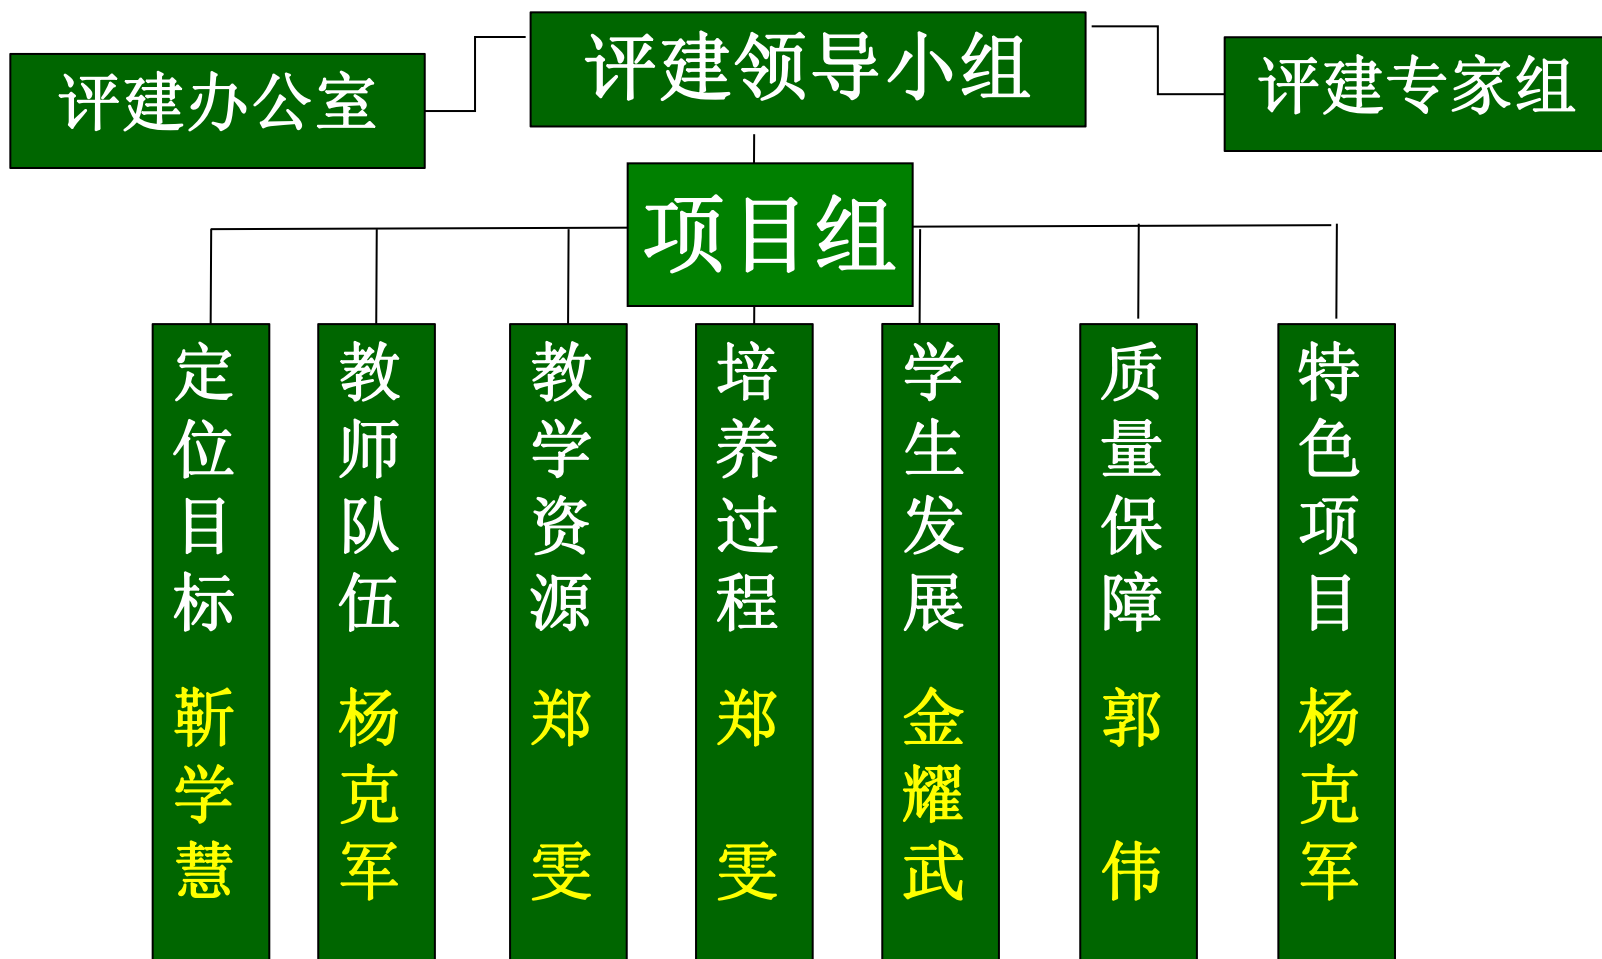 评建领导小组
评建办公室
评建专家组
项目组
定位目标 靳学慧
教师队伍 杨克军
教学资源 郑 雯
培养过程 郑 雯
学生发展 金耀武
质量保障 郭 伟
特色项目 杨克军